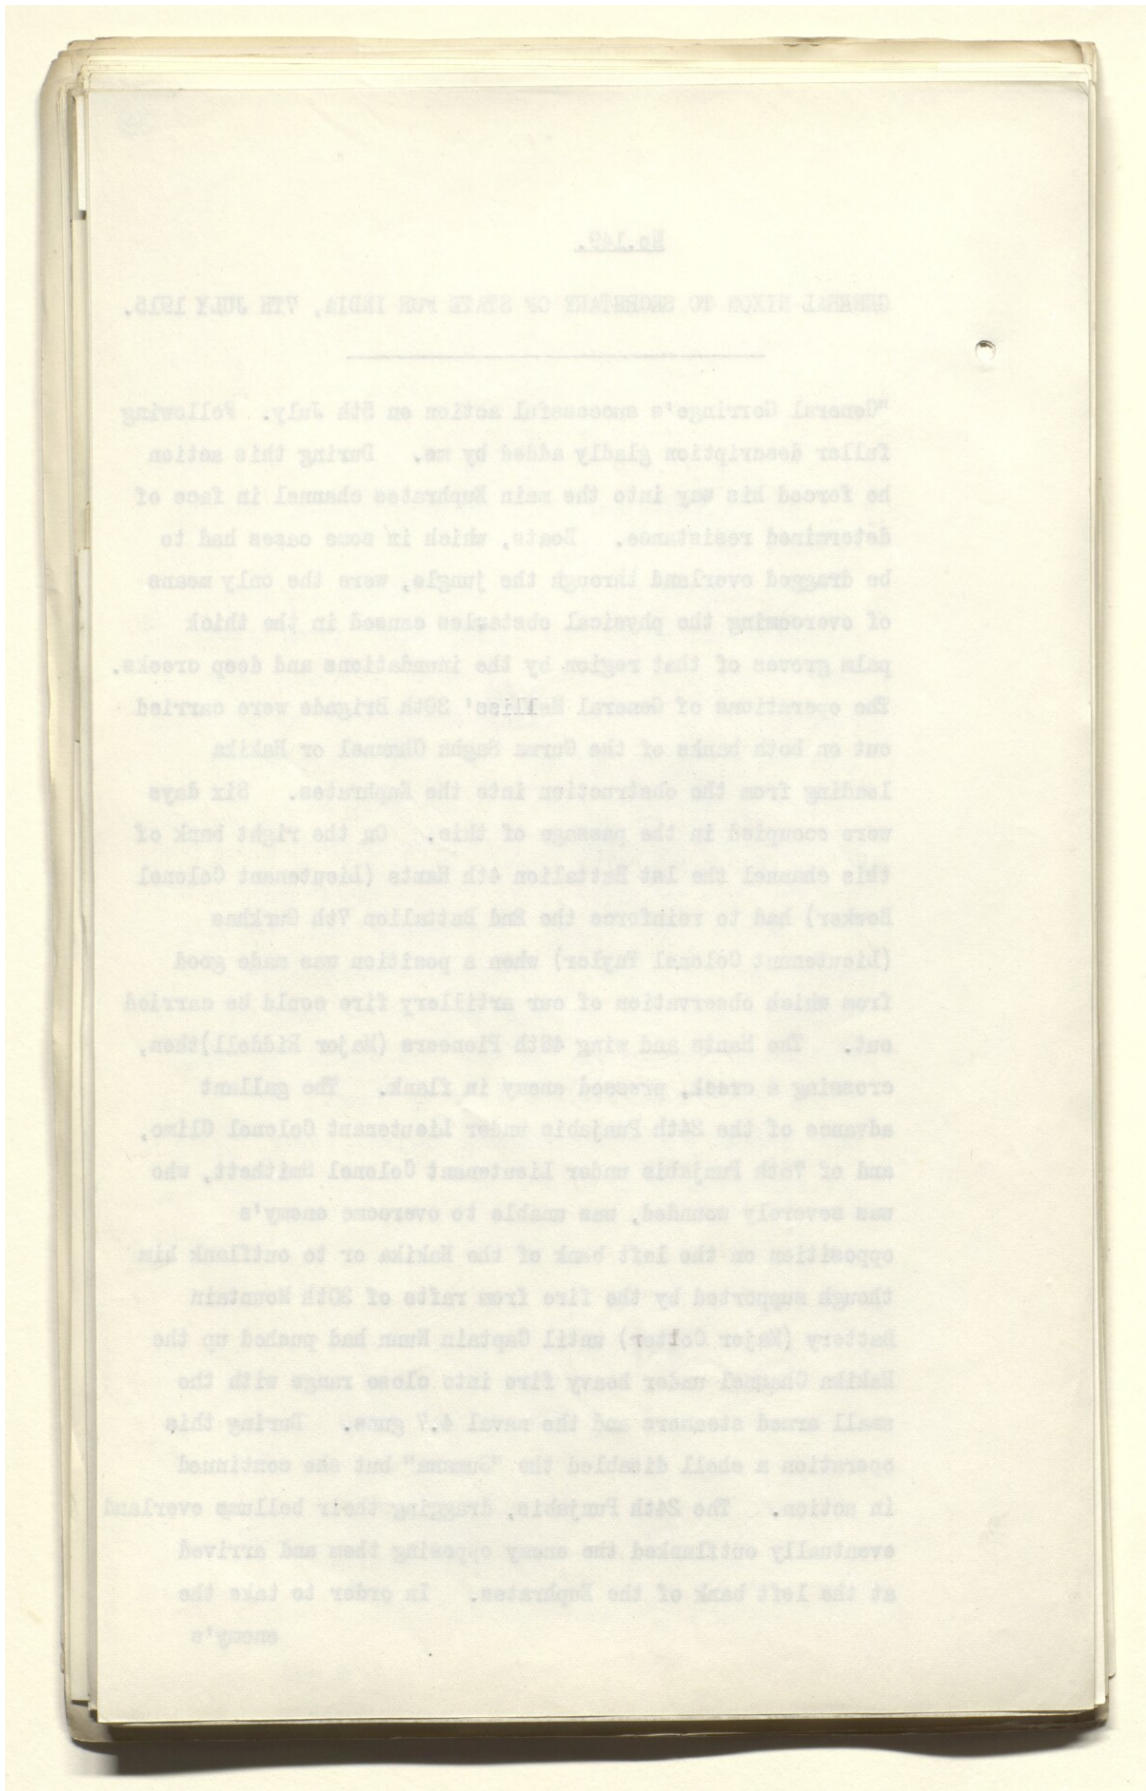 No.149.
GENERAL NIXON TO SECRETARY OF STATE FOR INDIA, 7TH JULY 1915.
"General Gorringe's successful action on 5th July. Following
fuller description gladly added by me. During this action
he forced his way into the main Euphrates channel in face of
determined resistance. Boats, which in some cases had to
be dragged overland through the jungle, were the only means
of overcoming the physical obstacles caused in the thick
palm groves of that region by the inundations and deep creeks.
The operations of General Melliss' 30th Brigade were carried
out on both banks of the Gurma Sagha Channel or Hakika
leading from the obstruction into the Euphrates. Six days
were occupied in the passage of this. On the right bank of
this channel the 1st Battalion 4th Hants (Lieutenant Colonel
Bowker) had to reinforce the 2nd Battalion 7th Gurkhas
(Lieutenant Colonel Taylor) when a position was made good
from which observation of our artillery fire could be carried
out. The Hants and wing 48th Pioneers (Major Riddell)then,
crossing a creek, pressed enemy in flank. The gallant
advance of the 24th Punjabis under Lieutenant Colonel Climo,
and of 76th Punjabis under Lieutenant Colonel Smithett, who
was severely wounded, was unable to overcome enemy's
opposition on the left bank of the Hakika or to outflank him
though supported by the fire from rafts of 30th Mountain
Battery (Major Cotter) until Captain Nunn had pushed up the
Hakika Channel under heavy fire into close range with the
small armed steamers and the naval 4.7 guns. During this
operation a shell disabled the "Sumana" but she continued
in action. The 24th Punjabis, dragging their bellums overland
eventually outflanked the enemy opposing them and arrived
at the left bank of the Euphrates. In order to take the
enemy's